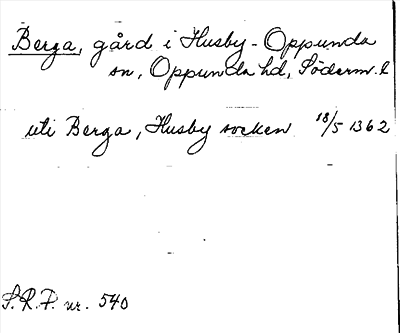 Berga, gård i Husby-Oppunda
sn, Oppunda hd, Söderm. l
uti Berga, Husby socken 18/5 1362
S.R.P. nr. 540